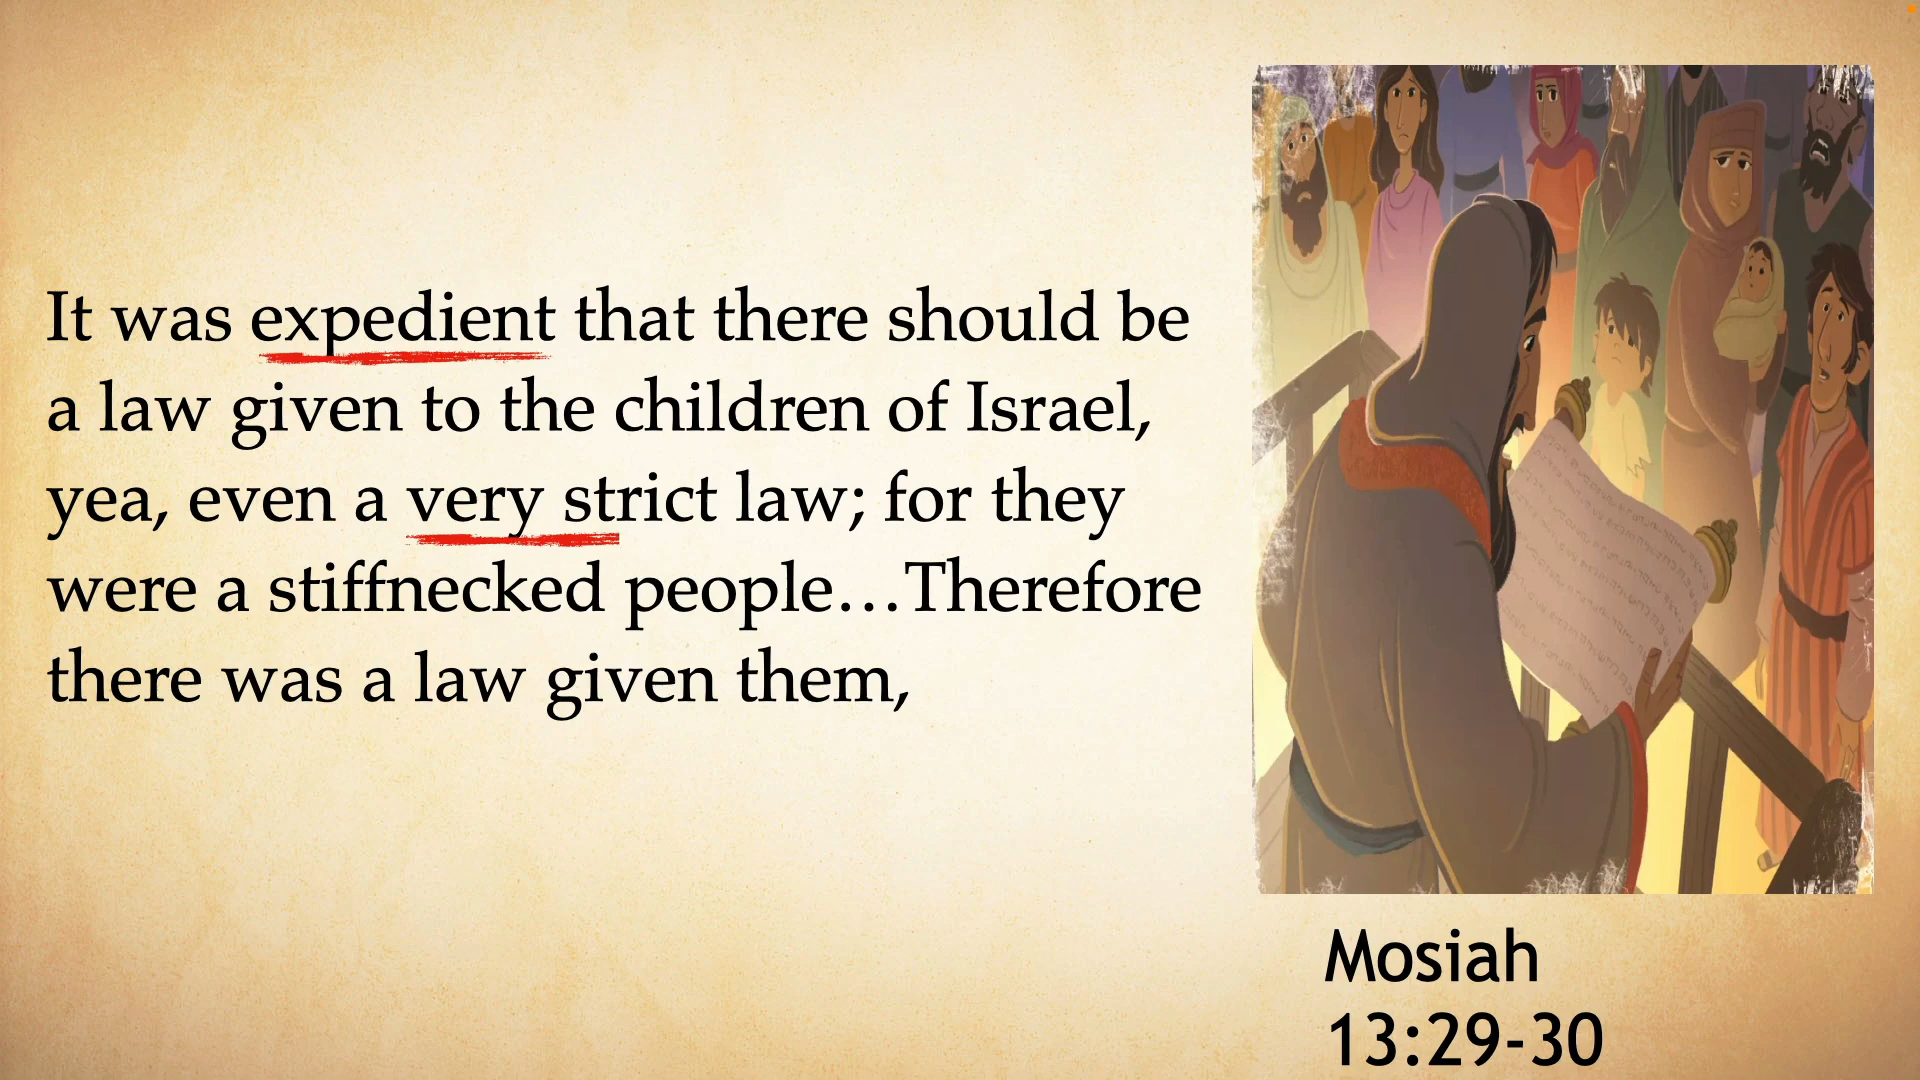 It was expedient that there should be
a law given to the children of Israel,
yea, even a very strict law; for they
were a stiffnecked people…Therefore
there was a law given them,
Mosiah
13:29-30